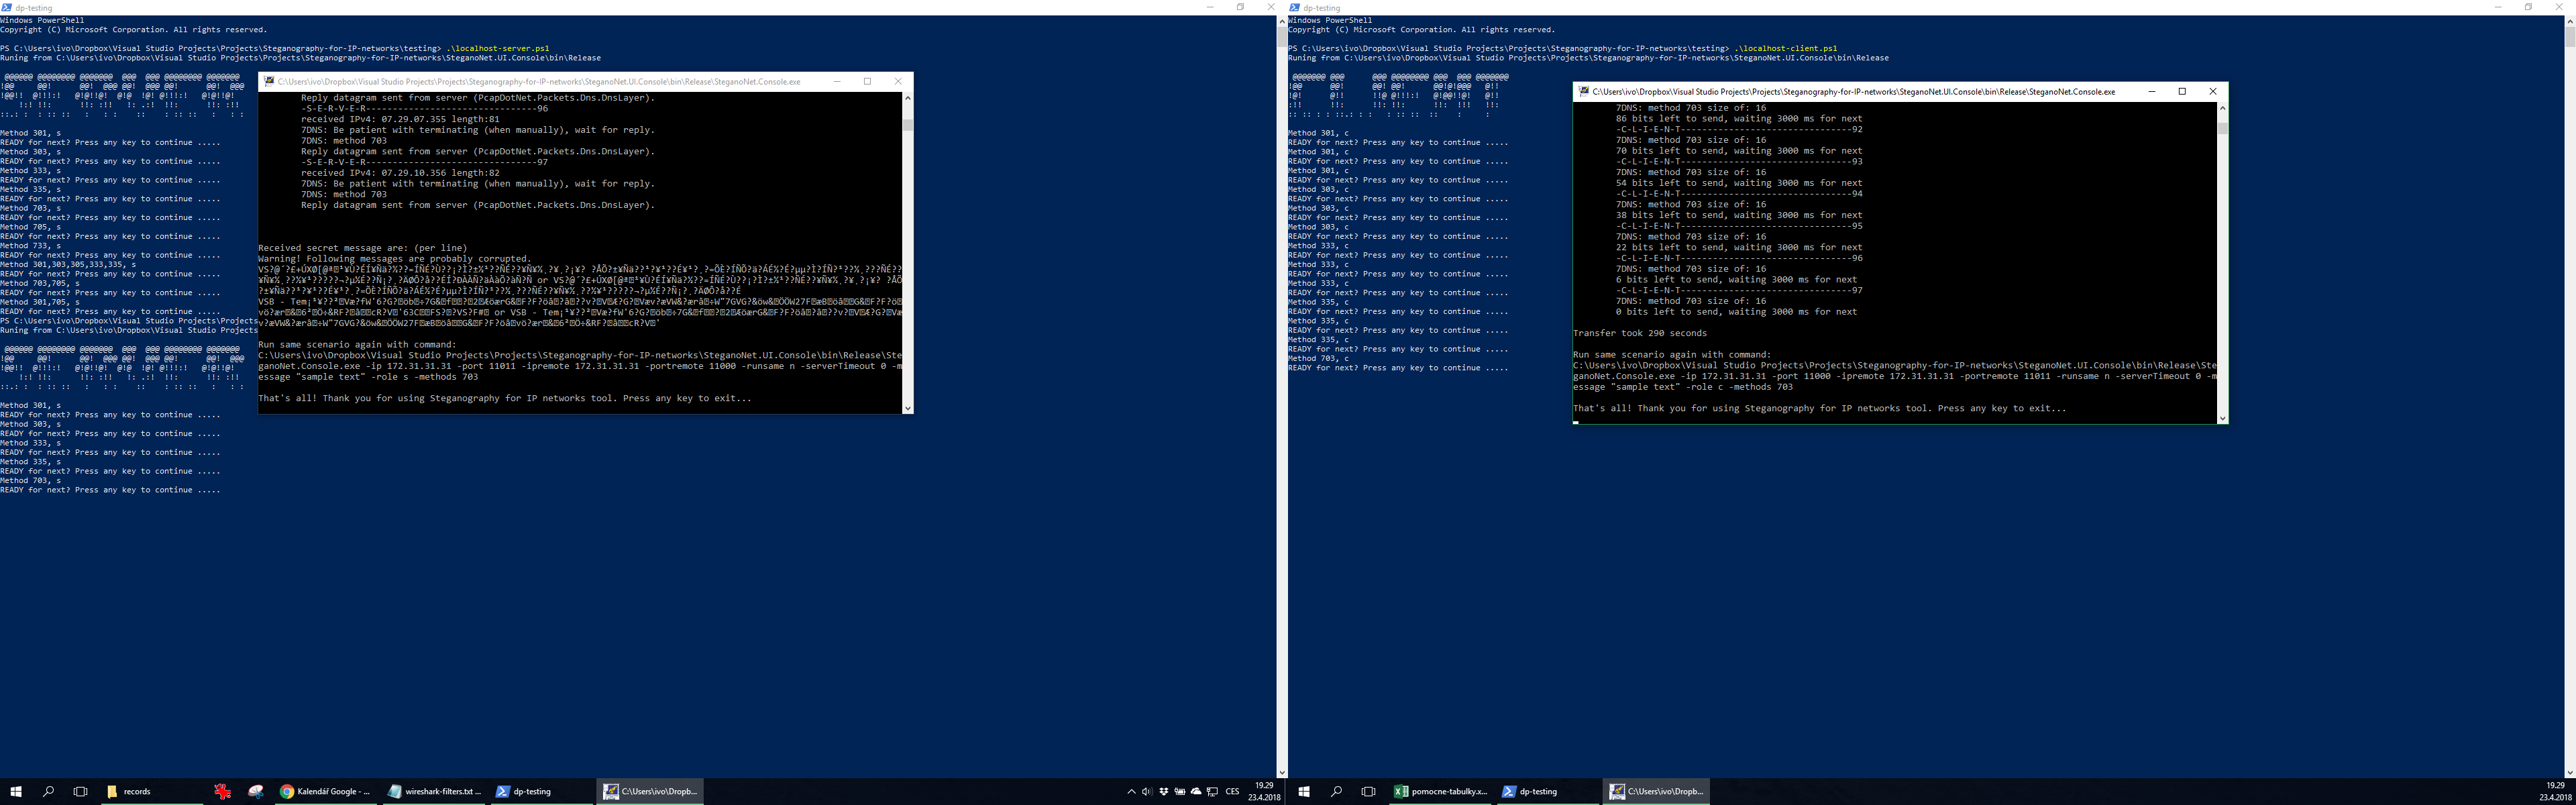 dp-testing
Windows PowerShell
Copyright (C) Microsoft Corporation. All rights reserved.
PS C:\Users\ivo\Dropbox\Visual Studio Projects\Projects\Steganography-for-IP-networks\testing> .\localhost-server.ps1
Runing from C:\Users\ivo\Dropbox\Visual Studio Projects\Projects\Steganography-for-IP-networks\SteganoNet.UI.Console\bin\Release
Method 301, s
READY for next? Press any key to continue .....
Method 303, s
READY for next? Press any key to continue .....
Method 333, s
READY for next? Press any key to continue .....
Method 335, s
READY for next? Press any key to continue .....
Method 703, s
READY for next? Press any key to continue .....
Method 705, s
READY for next? Press any key to continue .....
Method 733, s
READY for next? Press any key to continue .....
Method 301,303,305,333,335, s
READY for next? Press any key to continue .....
Method 703,705, s
READY for next? Press any key to continue .....
Method 301,705, s
READY for next? Press any key to continue .....
PS C:\Users\ivo\Dropbox\Visual Studio Projects\Projects
Runing from C:\Users\ivo\Dropbox\Visual Studio Projects
Method 301, s
READY for next? Press any key to continue .....
Method 303, s
READY for next? Press any key to continue .....
Method 333, s
READY for next? Press any key to continue .....
Method 335, s
READY for next? Press any key to continue .....
Method 703, s
READY for next? Press any key to continue .....
C:\Users\ivo\Dropbox\Visual Studio Projects\Projects\Steganography-for-IP-networks\SteganoNet.UI.Console\bin\Release\SteganoNet.Console.exe
Reply datagram sent from server (PcapDotNet.Packets.Dns.DnsLayer).
-S-E-R-V-E-R--------------------------------96
received IPv4: 07.29.07.355 length:81
7DNS: Be patient with terminating (when manually), wait for reply.
7DNS: method 703
Reply datagram sent from server (PcapDotNet.Packets.Dns.DnsLayer).
-S-E-R-V-E-R--------------------------------97
received IPv4: 07.29.10.356 length:82
7DNS: Be patient with terminating (when manually), wait for reply.
7DNS: method 703
Reply datagram sent from server (PcapDotNet.Packets.Dns.DnsLayer).
Received secret message are: (per line)
Warning! Following messages are probably corrupted.
Run same scenario again with command:
C:\Users\ivo\Dropbox\Visual Studio Projects\Projects\Steganography-for-IP-networks\SteganoNet.UI.Console\bin\Release\Ste
ganoNet.Console.exe -ip 172.31.31.31 -port 11011 -ipremote 172.31.31.31 -portremote 11000 -runsame n -serverTimeout 0 -m
essage "sample text" -role s -methods 703
That's all! Thank you for using Steganography for IP networks tool. Press any key to exit...
records
Kalendář Google - ...
wireshark-filters.txt ...
dp-testing
C:\Users\ivo\Dropb...
CES
19.29
23.4.2018
dp-testing
Windows PowerShell
Copyright (C) Microsoft Corporation. All rights reserved.
PS C:\Users\ivo\Dropbox\Visual Studio Projects\Projects\Steganography-for-IP-networks\testing> .\localhost-client.ps1
Runing from C:\Users\ivo\Dropbox\Visual Studio Projects\Projects\Steganography-for-IP-networks\SteganoNet.UI.Console\bin\Release
Method 301, c
READY for next? Press any key to continue .....
Method 301, c
READY for next? Press any key to continue .....
Method 301, c
READY for next? Press any key to continue .....
Method 303, c
READY for next? Press any key to continue .....
Method 303, c
READY for next? Press any key to continue .....
Method 303, c
READY for next? Press any key to continue .....
Method 333, c
READY for next? Press any key to continue .....
Method 333, c
READY for next? Press any key to continue .....
Method 333, c
READY for next? Press any key to continue .....
Method 335, c
READY for next? Press any key to continue .....
Method 335, c
READY for next? Press any key to continue .....
Method 335, c
READY for next? Press any key to continue .....
Method 703, c
READY for next? Press any key to continue .....
C:\Users\ivo\Dropbox\Visual Studio Projects\Projects\Steganography-for-IP-networks\SteganoNet.UI.Console\bin\Release\SteganoNet.Console.exe
7DNS: method 703 size of: 16
86 bits left to send, waiting 3000 ms for next
-C-L-I-E-N-T--------------------------------92
7DNS: method 703 size of: 16
70 bits left to send, waiting 3000 ms for next
-C-L-I-E-N-T--------------------------------93
7DNS: method 703 size of: 16
54 bits left to send, waiting 3000 ms for next
-C-L-I-E-N-T--------------------------------94
7DNS: method 703 size of: 16
38 bits left to send, waiting 3000 ms for next
-C-L-I-E-N-T--------------------------------95
7DNS: method 703 size of: 16
22 bits left to send, waiting 3000 ms for next
-C-L-I-E-N-T--------------------------------96
7DNS: method 703 size of: 16
6 bits left to send, waiting 3000 ms for next
-C-L-I-E-N-T--------------------------------97
7DNS: method 703 size of: 16
0 bits left to send, waiting 3000 ms for next
Transfer took 290 seconds
Run same scenario again with command:
C:\Users\ivo\Dropbox\Visual Studio Projects\Projects\Steganography-for-IP-networks\SteganoNet.UI.Console\bin\Release\Ste
ganoNet.Console.exe -ip 172.31.31.31 -port 11000 -ipremote 172.31.31.31 -portremote 11011 -runsame n -serverTimeout 0 -m
essage "sample text" -role c -methods 703
That's all! Thank you for using Steganography for IP networks tool. Press any key to exit...
pomocne-tabulky.x...
dp-testing
C:\Users\ivo\Dropb...
19.29
23.4.2018